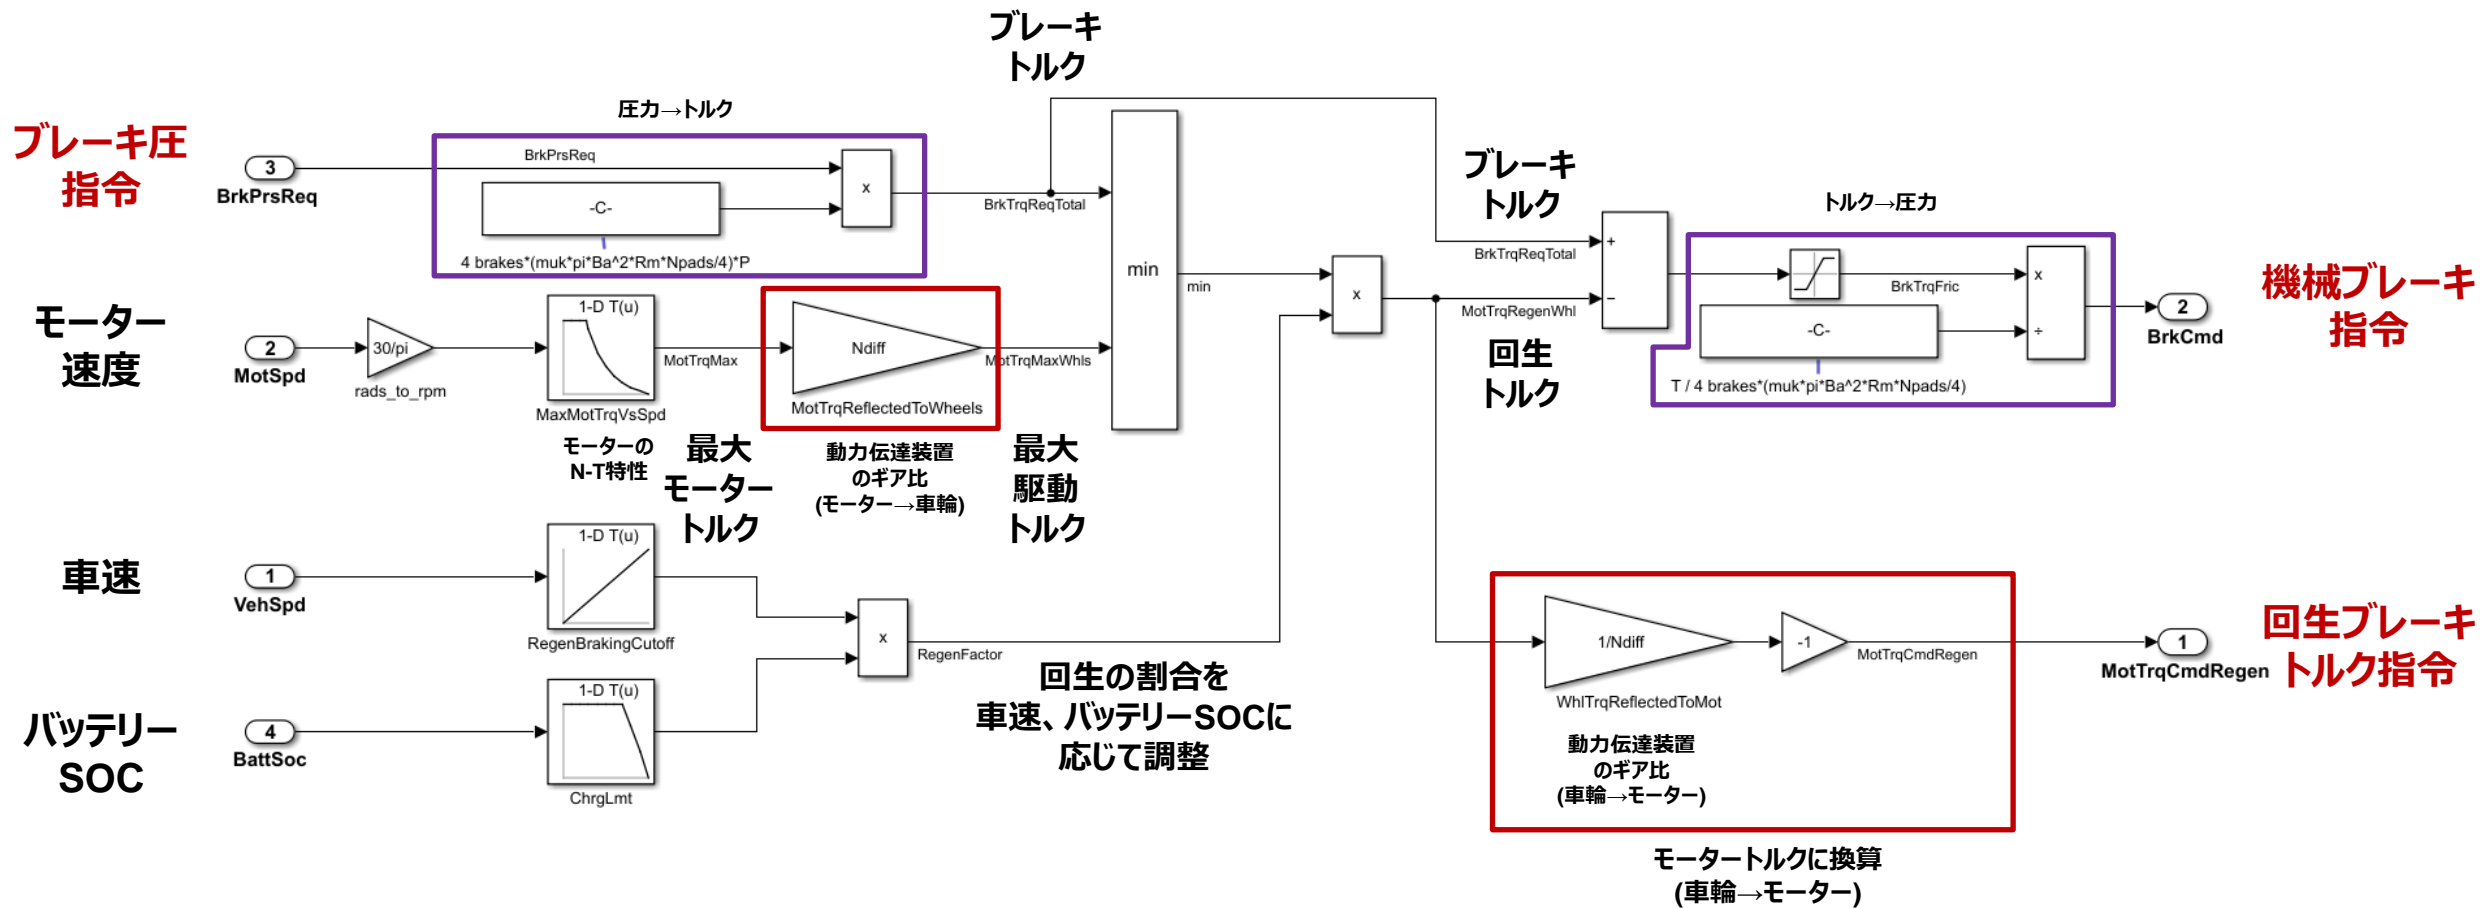 ブレーキ
トルク
圧力→トルク
ブレーキ圧
指令
3
BrkPrsReq
BrkPrsReq
-C-
4 brakes*(muk*pi*Ba^2*Rm*Npads/4)*P
x
BrkTrqReqTotal
モーター
速度
2
MotSpd
30/pi
rads_to_rpm
1-D T(u)
MaxMotTrqVsSpd
モーターの
N-T特性
MotTrqMax
最大
モーター
トルク
Ndiff
MotTrqReflectedToWheels
動力伝達装置
のギア比
(モーター→車輪)
MotTrqMaxWhls
最大
駆動
トルク
min
min
車速
1
VehSpd
1-D T(u)
RegenBrakingCutoff
バッテリー
SOC
4
BattSoc
1-D T(u)
ChrgLmt
x
RegenFactor
回生の割合を
車速、バッテリーSOCに
応じて調整
x
ブレーキ
トルク
BrkTrqReqTotal
MotTrqRegenWhl
回生
トルク
+
−
トルク→圧力
BrkTrqFric
-C-
T / 4 brakes*(muk*pi*Ba^2*Rm*Npads/4)
x
÷
2
BrkCmd
機械ブレーキ
指令
1/Ndiff
WhlTrqReflectedToMot
-1
MotTrqCmdRegen
動力伝達装置
のギア比
(車輪→モーター)
モータートルクに換算
(車輪→モーター)
1
MotTrqCmdRegen
回生ブレーキ
トルク指令